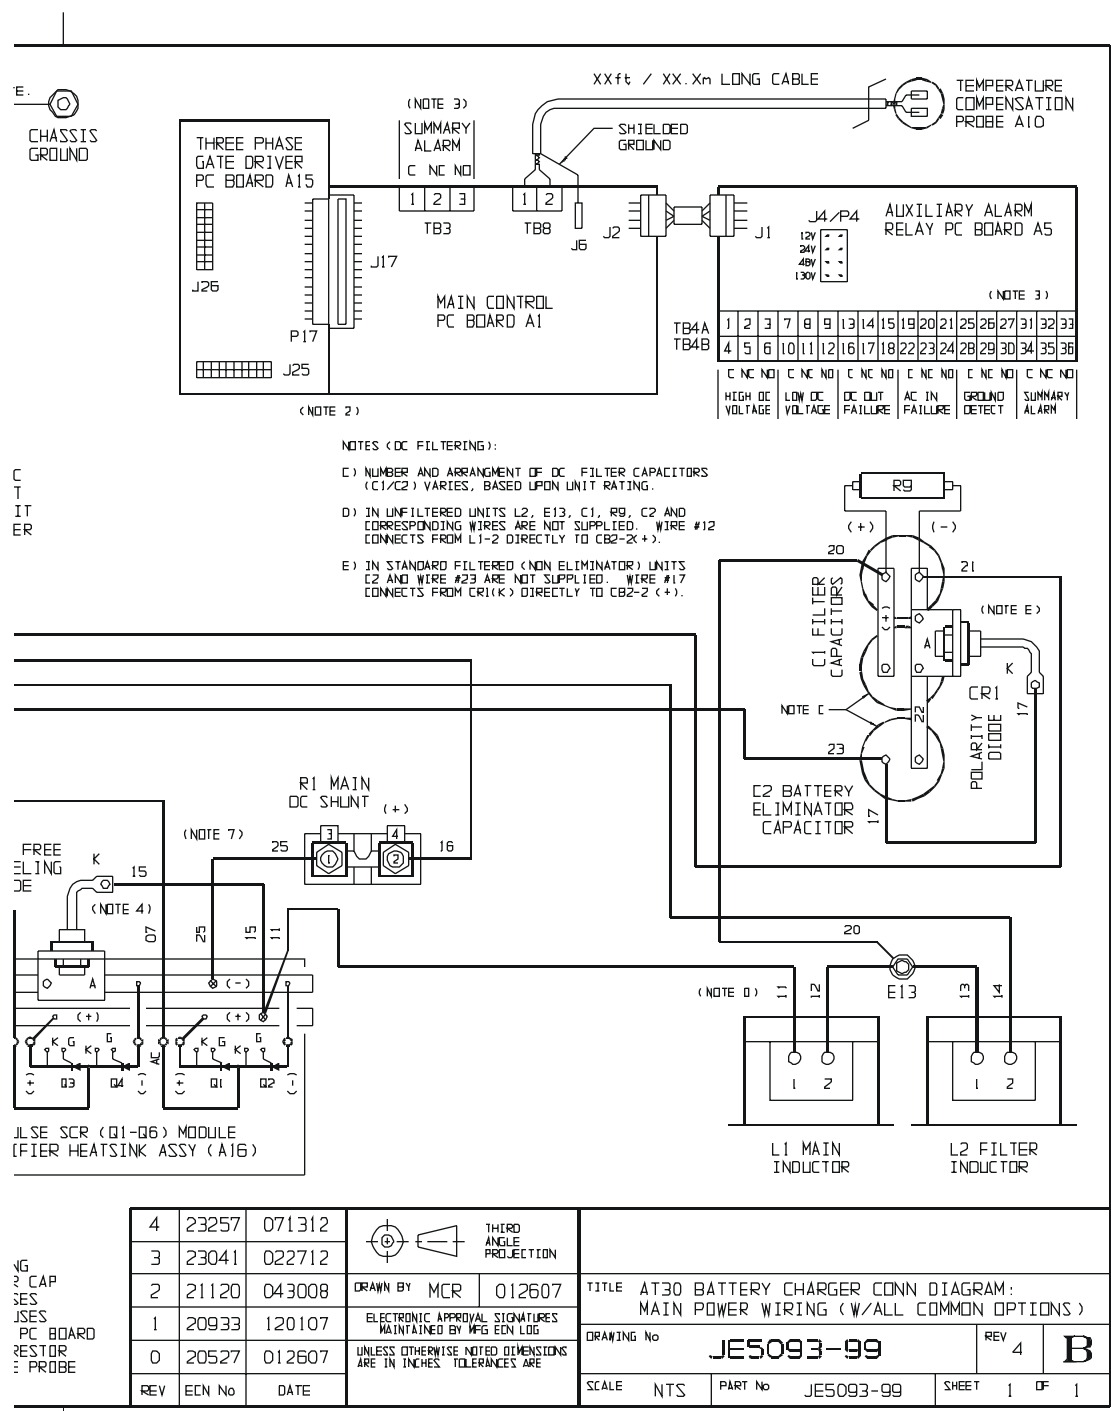 CHASSIS
GROUND
THREE PHASE
GATE DRIVER
PC BOARD A15
J26
J25
P17
J17
(NOTE 2)
(NOTE 3)
SUMMARY
ALARM
C NC NO
1 2 3
TB3
1 2
TB8
J6
SHIELDED
GROUND
XXft / XX.Xm LONG CABLE
TEMPERATURE
COMPENSATION
PROBE A10
MAIN CONTROL
PC BOARD A1
J2
J1
J4/P4
12V
24V
48V
130V
AUXILIARY ALARM
RELAY PC BOARD A5
(NOTE 3)
TB4A 1 2 3 7 8 9 13 14 15 19 20 21 25 26 27 31 32 33
TB4B 4 5 6 10 11 12 16 17 18 22 23 24 28 29 30 34 35 36
C NC NO C NC NO C NC NO C NC NO C NC NO C NC NO
HIGH DC LOW DC DC OUT AC IN GROUND SUMMARY
VOLTAGE VOLTAGE FAILURE FAILURE DETECT ALARM
NOTES (DC FILTERING):
C) NUMBER AND ARRANGMENT OF DC FILTER CAPACITORS
(C1/C2) VARIES, BASED UPON UNIT RATING.
D) IN UNFILTERED UNITS L2, E13, C1, R9, C2 AND
CORRESPONDING WIRES ARE NOT SUPPLIED. WIRE #12
CONNECTS FROM L1-2 DIRECTLY TO CB2-2(+).
E) IN STANDARD FILTERED (NON ELIMINATOR) UNITS
C2 AND WIRE #23 ARE NOT SUPPLIED. WIRE #17
CONNECTS FROM CR1(K) DIRECTLY TO CB2-2 (+).
R9
(+) (-)
20
21
C1 FILTER
CAPACITORS
(+)
(NOTE E)
A
K
CR1
POLARITY
DIODE
17
NOTE C
22
23
C2 BATTERY
ELIMINATOR
CAPACITOR
17
R1 MAIN
DC SHUNT
(+)
3 4
1 2
(NOTE 7)
25
16
FREE
K
15
(NOTE 4)
07
25
15
11
A
(-)
(+) (+)
K G K G K G K G
AC
(+) Q3 Q4 (-) (+) Q1 Q2 (-)
PULSE SCR (Q1-Q6) MODULE
HEATSINK ASSY (A16)
20
E13
(NOTE D)
11
12
13
14
1 2
1 2
L1 MAIN
INDUCTOR
L2 FILTER
INDUCTOR
CAP
PC BOARD
PROBE
4 23257 071312
3 23041 022712
2 21120 043008
1 20933 120107
0 20527 012607
REV ECN No DATE
THIRD
ANGLE
PROJECTION
DRAWN BY MCR 012607
ELECTRONIC APPROVAL SIGNATURES
MAINTAINED BY MFG ECN LOG
UNLESS OTHERWISE NOTED DIMENSIONS
ARE IN INCHES TOLERANCES ARE
TITLE AT30 BATTERY CHARGER CONN DIAGRAM:
MAIN POWER WIRING (W/ALL COMMON OPTIONS)
DRAWING No JE5093-99
REV 4
B
SCALE NTS
PART No JE5093-99
SHEET 1 OF 1